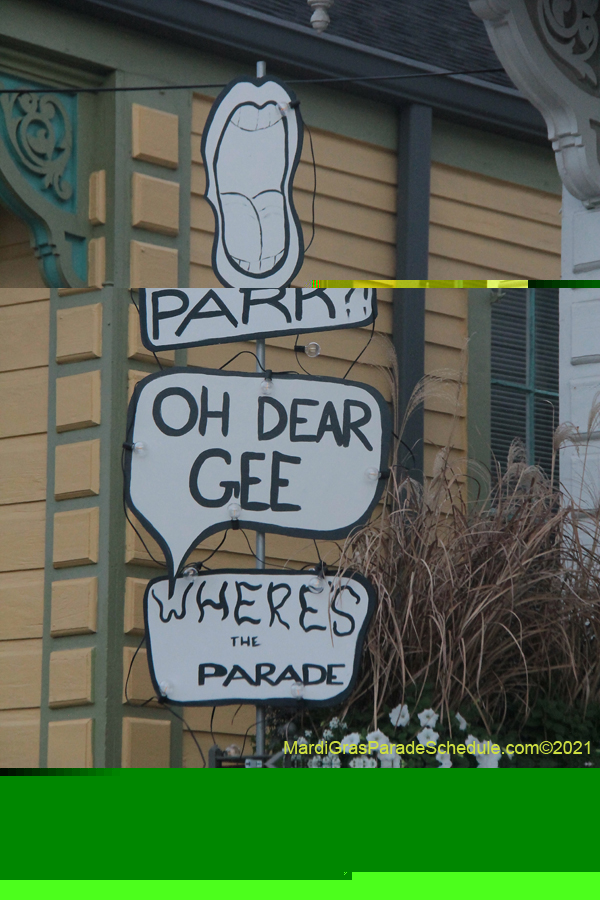 PARK?!
OH DEAR
GEE
WHERE'S
THE
PARADE
MardiGrasParadeSchedule.com©2021